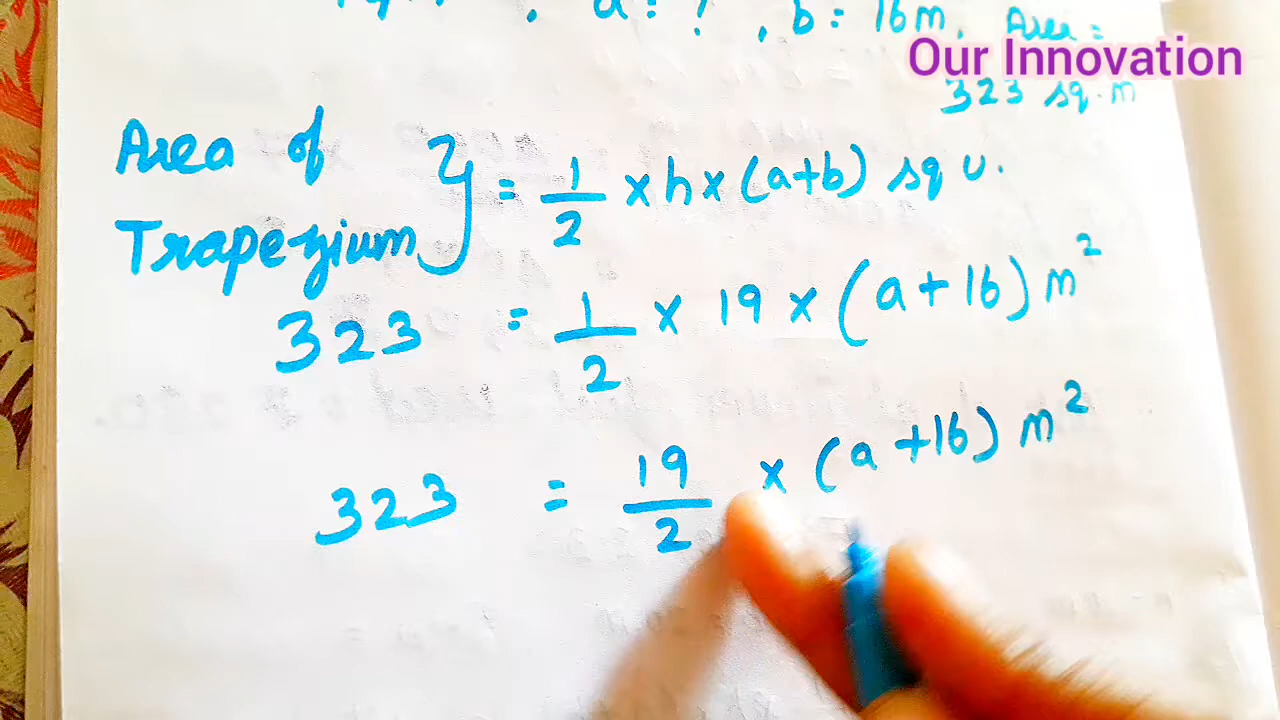 , a = ? , b = 16m, Area =
Our Innovation
323 sq.m
Area of
Trapezium } = 1/2 × h × (a+b) sq u.
323 = 1/2 × 19 × (a+16) m²
323 = 19/2 × (a+16) m²